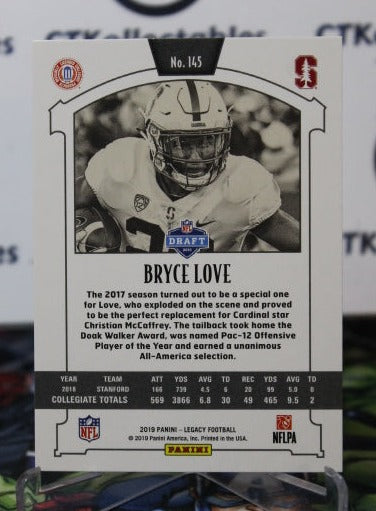 CTKollectables
CTK
No. 145
S
NFL
DRAFT
2019
BRYCE LOVE
The 2017 season turned out to be a special one
for Love, who exploded on the scene and proved
to be the perfect replacement for Cardinal star
Christian McCaffrey. The tailback took home the
Doak Walker Award, was named Pac-12 Offensive
Player of the Year and earned a unanimous
All-America selection.
YEAR TEAM ATT YDS AVG TD REC YDS AVG TD
2018 STANFORD 166 739 4.5 6 20 99 5.0 0
COLLEGIATE TOTALS 569 3866 6.8 30 49 465 9.5 2
NFL
2019 PANINI – LEGACY FOOTBALL
© 2019 Panini America, Inc. Printed in the USA.
PANINI
NFLPA